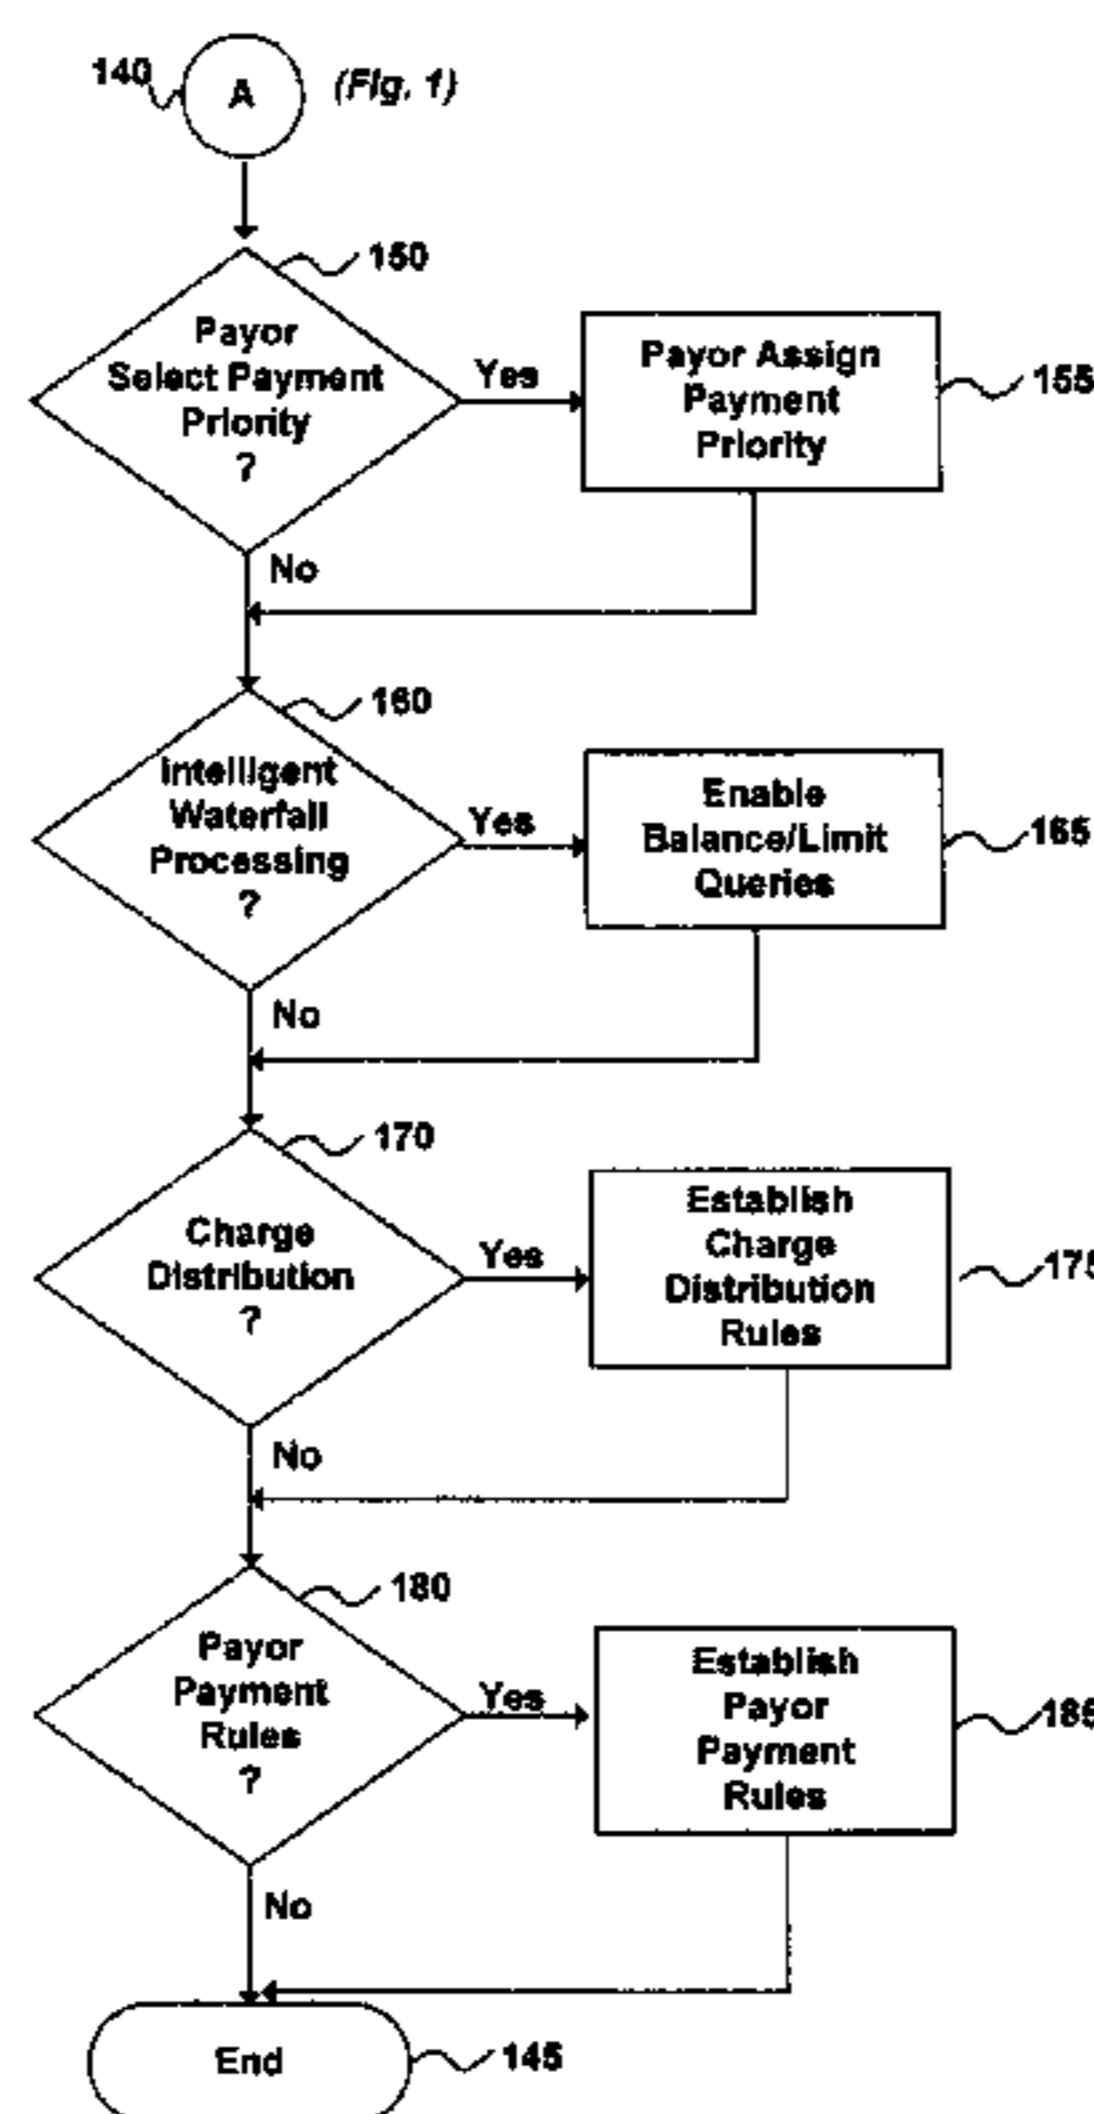 140
A
(Fig. 1)
150
Payor
Select Payment
Priority
?
Yes
Payor Assign
Payment
Priority
155
No
160
Intelligent
Waterfall
Processing
?
Yes
Enable
Balance/Limit
Queries
165
No
170
Charge
Distribution
?
Yes
Establish
Charge
Distribution
Rules
175
No
180
Payor
Payment
Rules
?
Yes
Establish
Payor
Payment
Rules
185
No
End
145